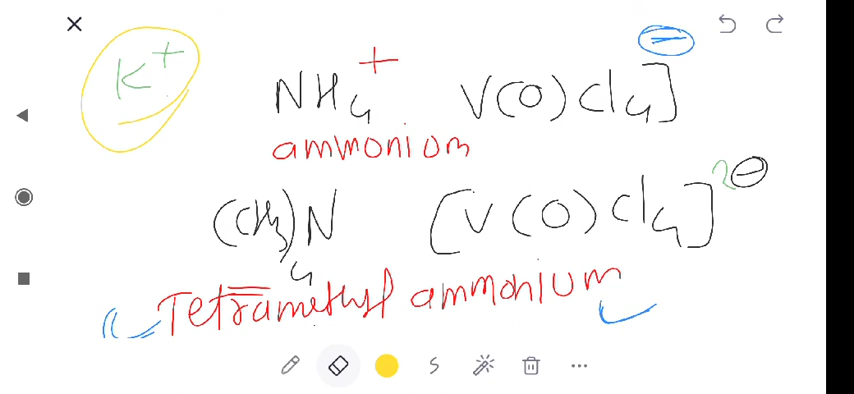 K+
NH4+ V(O)Cl4]−
ammonium
(CH3)4N [V(O)Cl4]2−
Tetramethyl ammonium